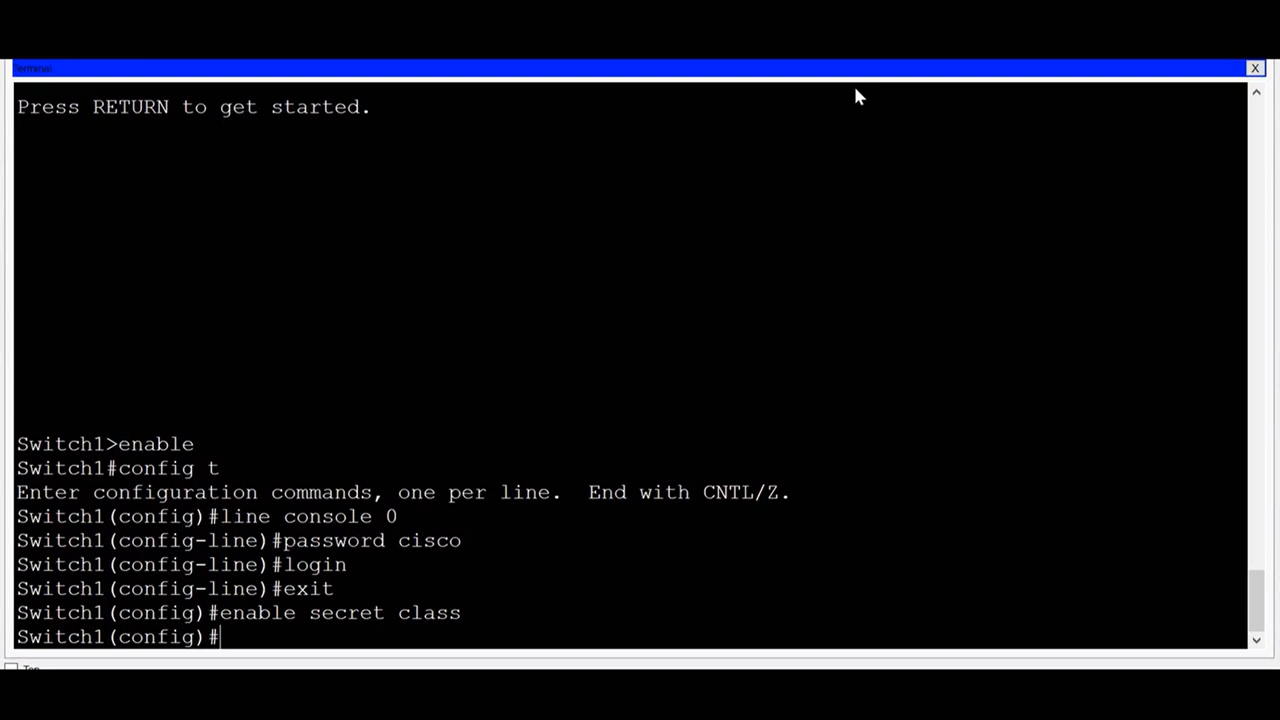 Terminal
X
Press RETURN to get started.
Switch1>enable
Switch1#config t
Enter configuration commands, one per line.  End with CNTL/Z.
Switch1(config)#line console 0
Switch1(config-line)#password cisco
Switch1(config-line)#login
Switch1(config-line)#exit
Switch1(config)#enable secret class
Switch1(config)#